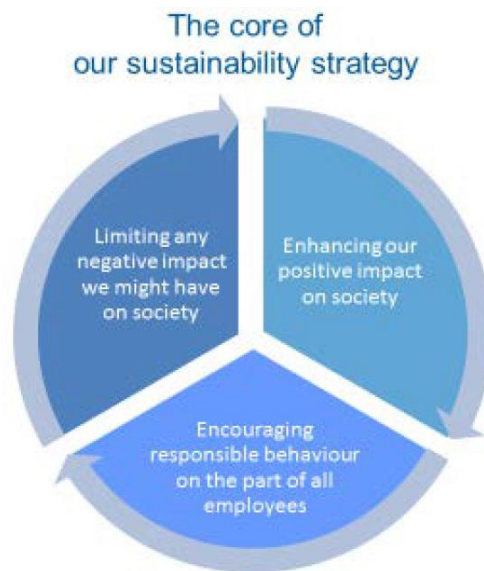 The core of
our sustainability strategy
Limiting any
negative impact
we might have
on society
Enhancing our
positive impact
on society
Encouraging
responsible behaviour
on the part of all
employees